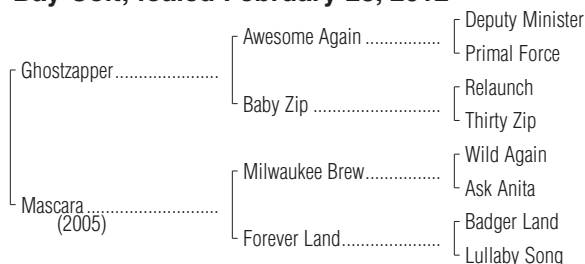 Bay Colt; foaled February 2012
Deputy Minister
Awesome Again
Primal Force
Ghostzapper
Relaunch
Baby Zip
Thirty Zip
Wild Again
Milwaukee Brew
Ask Anita
Mascara
(2005)
Badger Land
Forever Land
Lullaby Song